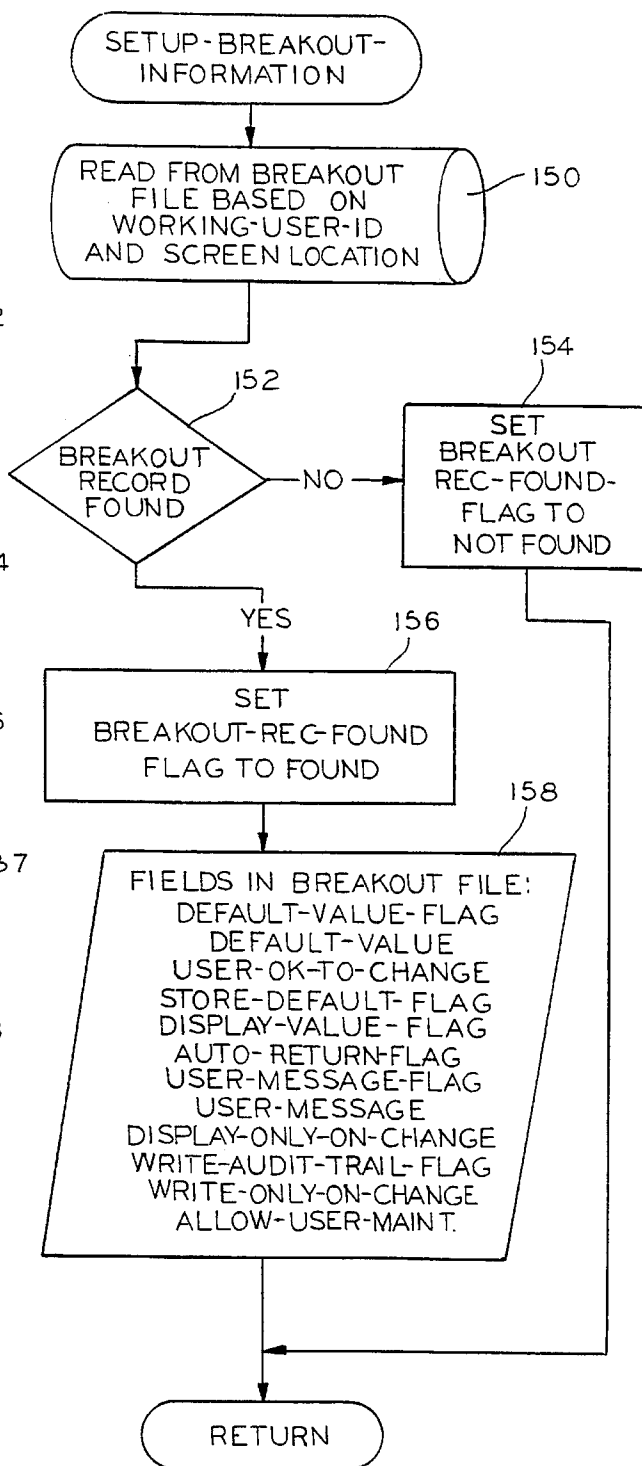 SETUP-BREAKOUT-
INFORMATION
READ FROM BREAKOUT
FILE BASED ON
WORKING-USER-ID
AND SCREEN LOCATION
150
152
BREAKOUT
RECORD
FOUND
NO
154
SET
BREAKOUT
REC-FOUND-
FLAG TO
NOT FOUND
YES
156
SET
BREAKOUT-REC-FOUND
FLAG TO FOUND
158
FIELDS IN BREAKOUT FILE:
DEFAULT-VALUE-FLAG
DEFAULT-VALUE
USER-OK-TO-CHANGE
STORE-DEFAULT-FLAG
DISPLAY-VALUE-FLAG
AUTO-RETURN-FLAG
USER-MESSAGE-FLAG
USER-MESSAGE
DISPLAY-ONLY-ON-CHANGE
WRITE-AUDIT-TRAIL-FLAG
WRITE-ONLY-ON-CHANGE
ALLOW-USER-MAINT.
RETURN